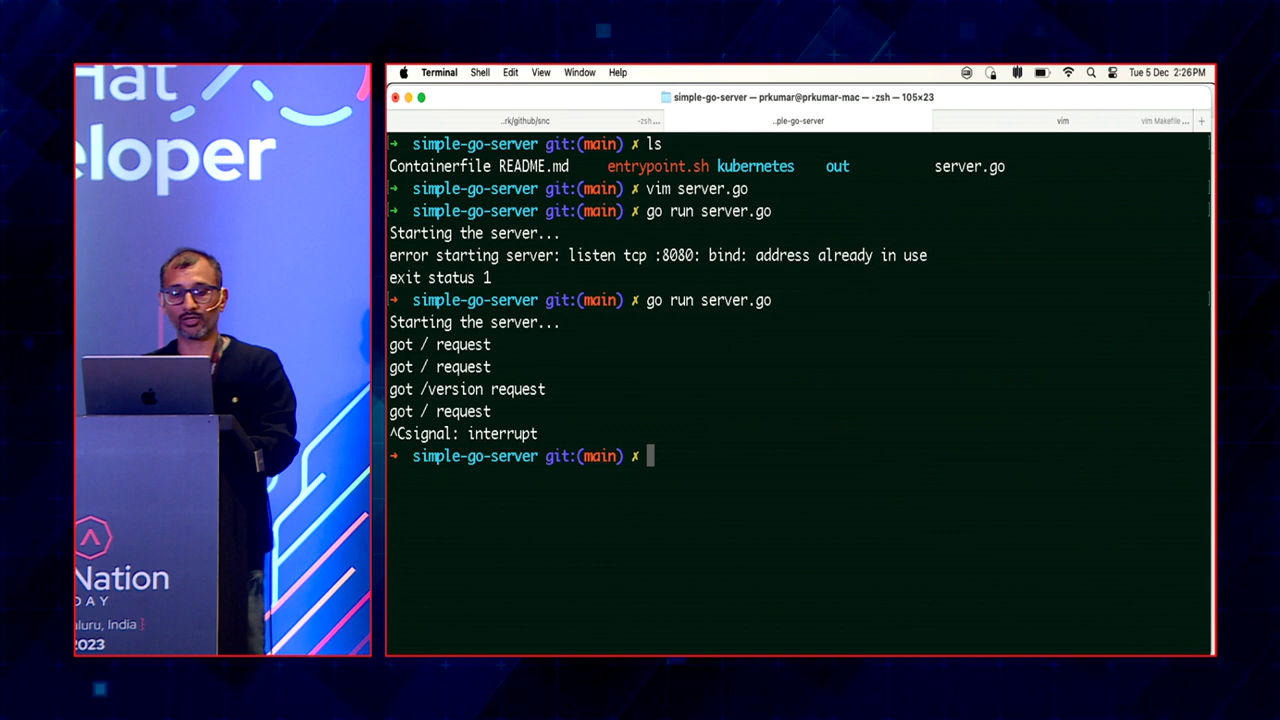 Hat
eloper
Nation
DAY
aluru, India }
2023
Terminal Shell Edit View Window Help
Tue 5 Dec 2:26 PM
simple-go-server — prkumar@prkumar-mac — -zsh — 105×23
..rk/github/snc -zsh...
..ple-go-server
vim
vim Makefile ... +
→ simple-go-server git:(main) ✗ ls
Containerfile README.md entrypoint.sh kubernetes out server.go
→ simple-go-server git:(main) ✗ vim server.go
→ simple-go-server git:(main) ✗ go run server.go
Starting the server...
error starting server: listen tcp :8080: bind: address already in use
exit status 1
→ simple-go-server git:(main) ✗ go run server.go
Starting the server...
got / request
got / request
got /version request
got / request
^Csignal: interrupt
→ simple-go-server git:(main) ✗